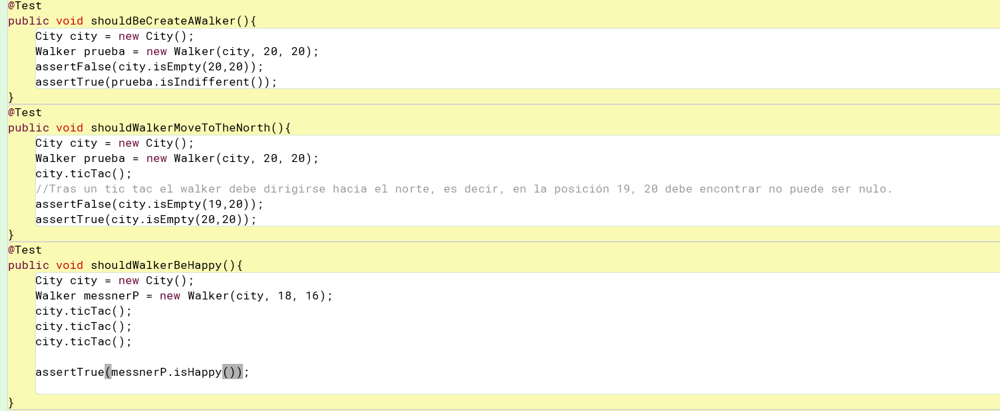 @Test
public void shouldBeCreateAWalker(){
    City city = new City();
    Walker prueba = new Walker(city, 20, 20);
    assertFalse(city.isEmpty(20,20));
    assertTrue(prueba.isIndifferent());
}
@Test
public void shouldWalkerMoveToTheNorth(){
    City city = new City();
    Walker prueba = new Walker(city, 20, 20);
    city.ticTac();
    //Tras un tic tac el walker debe dirigirse hacia el norte, es decir, en la posición 19, 20 debe encontrar no puede ser nulo.
    assertFalse(city.isEmpty(19,20));
    assertTrue(city.isEmpty(20,20));
}
@Test
public void shouldWalkerBeHappy(){
    City city = new City();
    Walker messnerP = new Walker(city, 18, 16);
    city.ticTac();
    city.ticTac();
    city.ticTac();
    assertTrue(messnerP.isHappy());
}